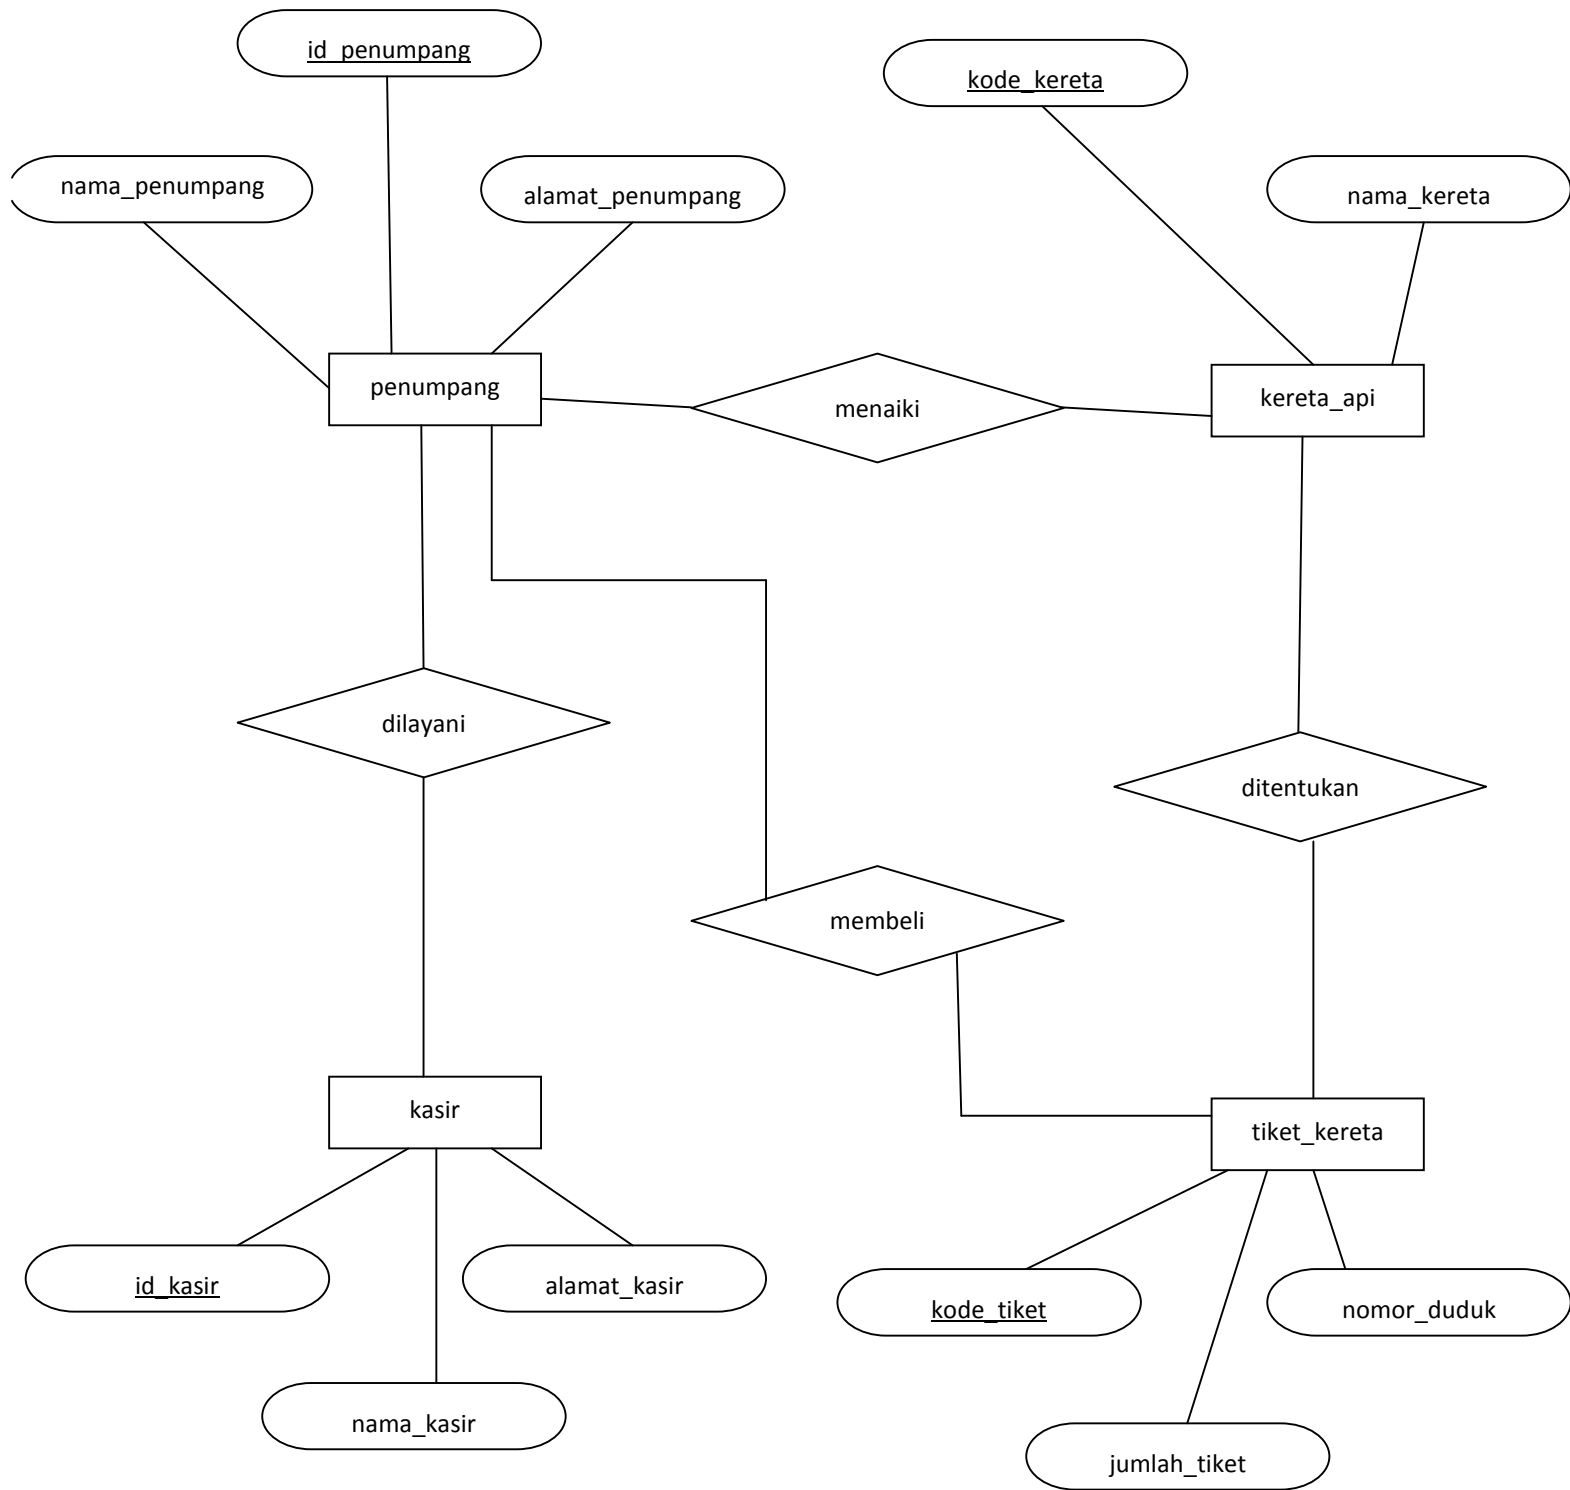 id_penumpang
kode_kereta
nama_penumpang
alamat_penumpang
nama_kereta
penumpang
menaiki
kereta_api
dilayani
ditentukan
membeli
kasir
tiket_kereta
id_kasir
alamat_kasir
kode_tiket
nomor_duduk
nama_kasir
jumlah_tiket